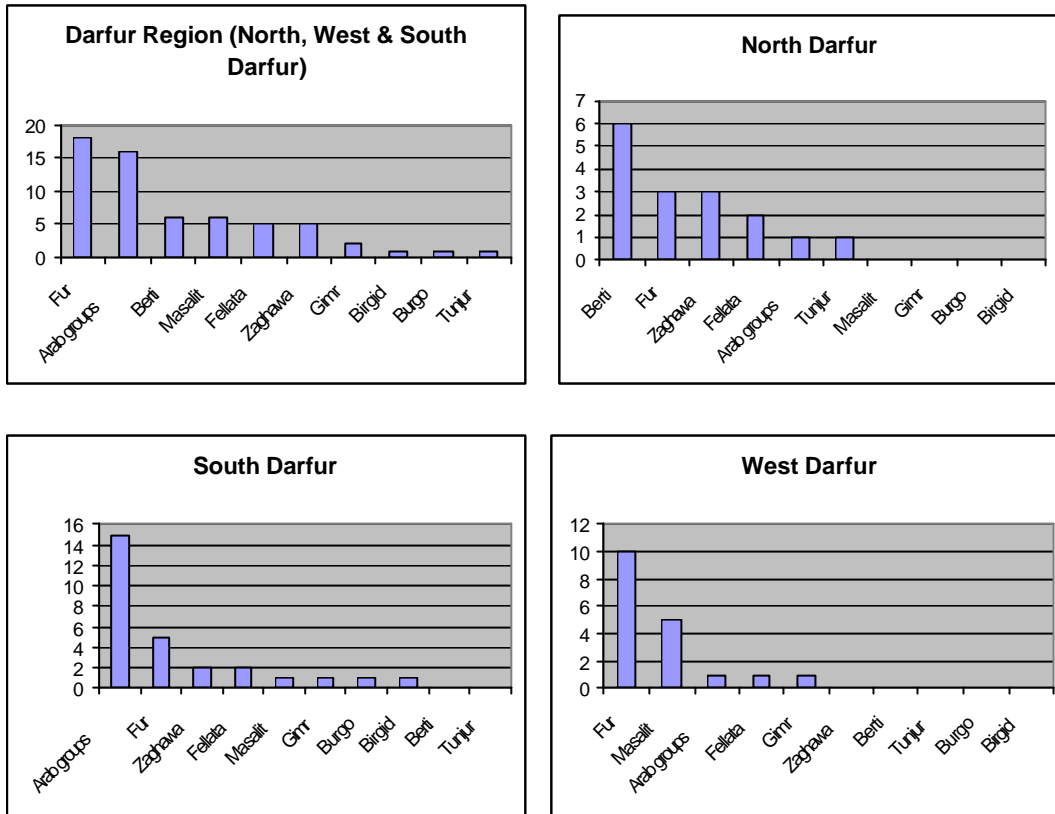 Darfur Region (North, West & South
Darfur)
20
15
10
5
0
Fur
Arab groups
Berti
Masalit
Fellata
Zaghawa
Gimr
Birgid
Burgo
Tunjur
North Darfur
7
6
5
4
3
2
1
0
Berti
Fur
Zaghawa
Fellata
Arab groups
Tunjur
Masalit
Gimr
Burgo
Birgid
South Darfur
16
14
12
10
8
6
4
2
0
Arab groups
Fur
Zaghawa
Fellata
Masalit
Gimr
Burgo
Birgid
Berti
Tunjur
West Darfur
12
10
8
6
4
2
0
Fur
Masalit
Arab groups
Fellata
Gimr
Zaghawa
Berti
Tunjur
Burgo
Birgid